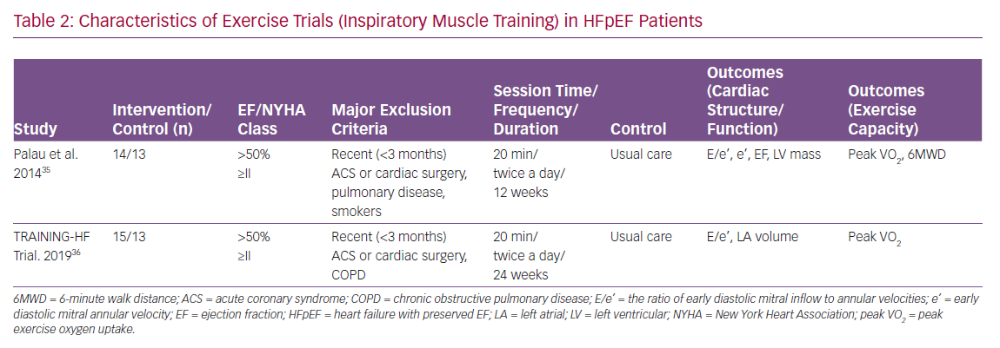 Table 2: Characteristics of Exercise Trials (Inspiratory Muscle Training) in HFpEF Patients
Study
Intervention/
Control (n)
EF/NYHA
Class
Major Exclusion
Criteria
Session Time/
Frequency/
Duration
Control
Outcomes
(Cardiac
Structure/
Function)
Outcomes
(Exercise
Capacity)
Palau et al.
2014³⁵
14/13
>50%
≥II
Recent (<3 months)
ACS or cardiac surgery,
pulmonary disease,
smokers
20 min/
twice a day/
12 weeks
Usual care
E/e′, e′, EF, LV mass
Peak VO₂, 6MWD
TRAINING-HF
Trial. 2019³⁶
15/13
>50%
≥II
Recent (<3 months)
ACS or cardiac surgery,
COPD
20 min/
twice a day/
24 weeks
Usual care
E/e′, LA volume
Peak VO₂
6MWD = 6-minute walk distance; ACS = acute coronary syndrome; COPD = chronic obstructive pulmonary disease; E/e′ = the ratio of early diastolic mitral inflow to annular velocities; e′ = early
diastolic mitral annular velocity; EF = ejection fraction; HFpEF = heart failure with preserved EF; LA = left atrial; LV = left ventricular; NYHA = New York Heart Association; peak VO₂ = peak
exercise oxygen uptake.